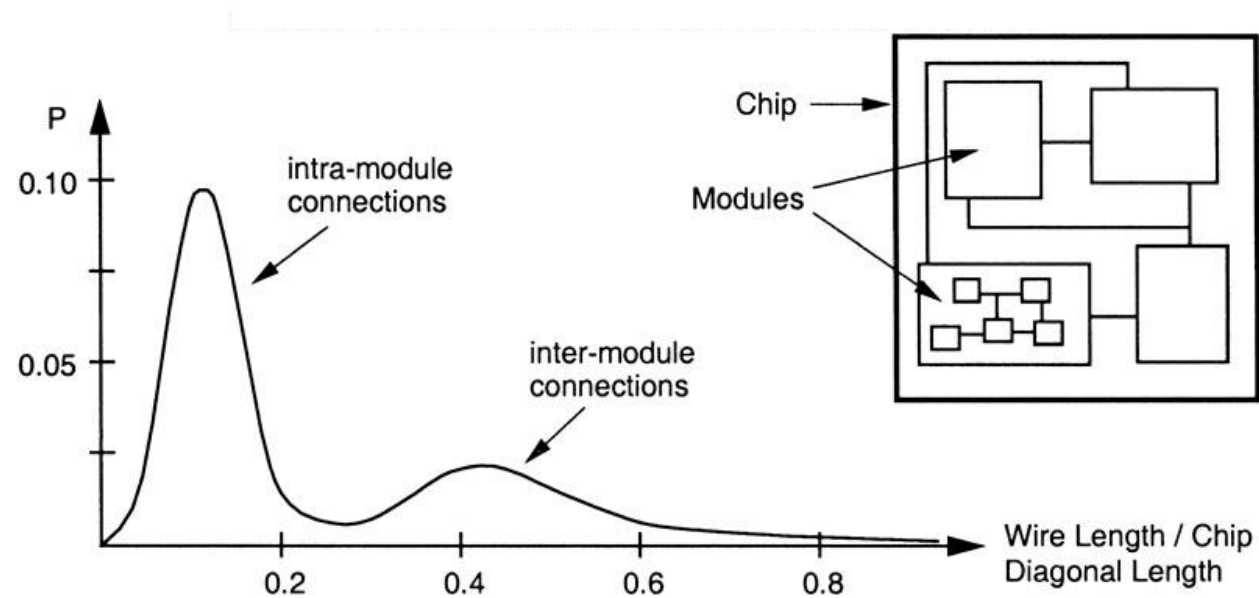 P
0.10
0.05
intra-module
connections
inter-module
connections
0.2
0.4
0.6
0.8
Wire Length / Chip
Diagonal Length
Chip
Modules